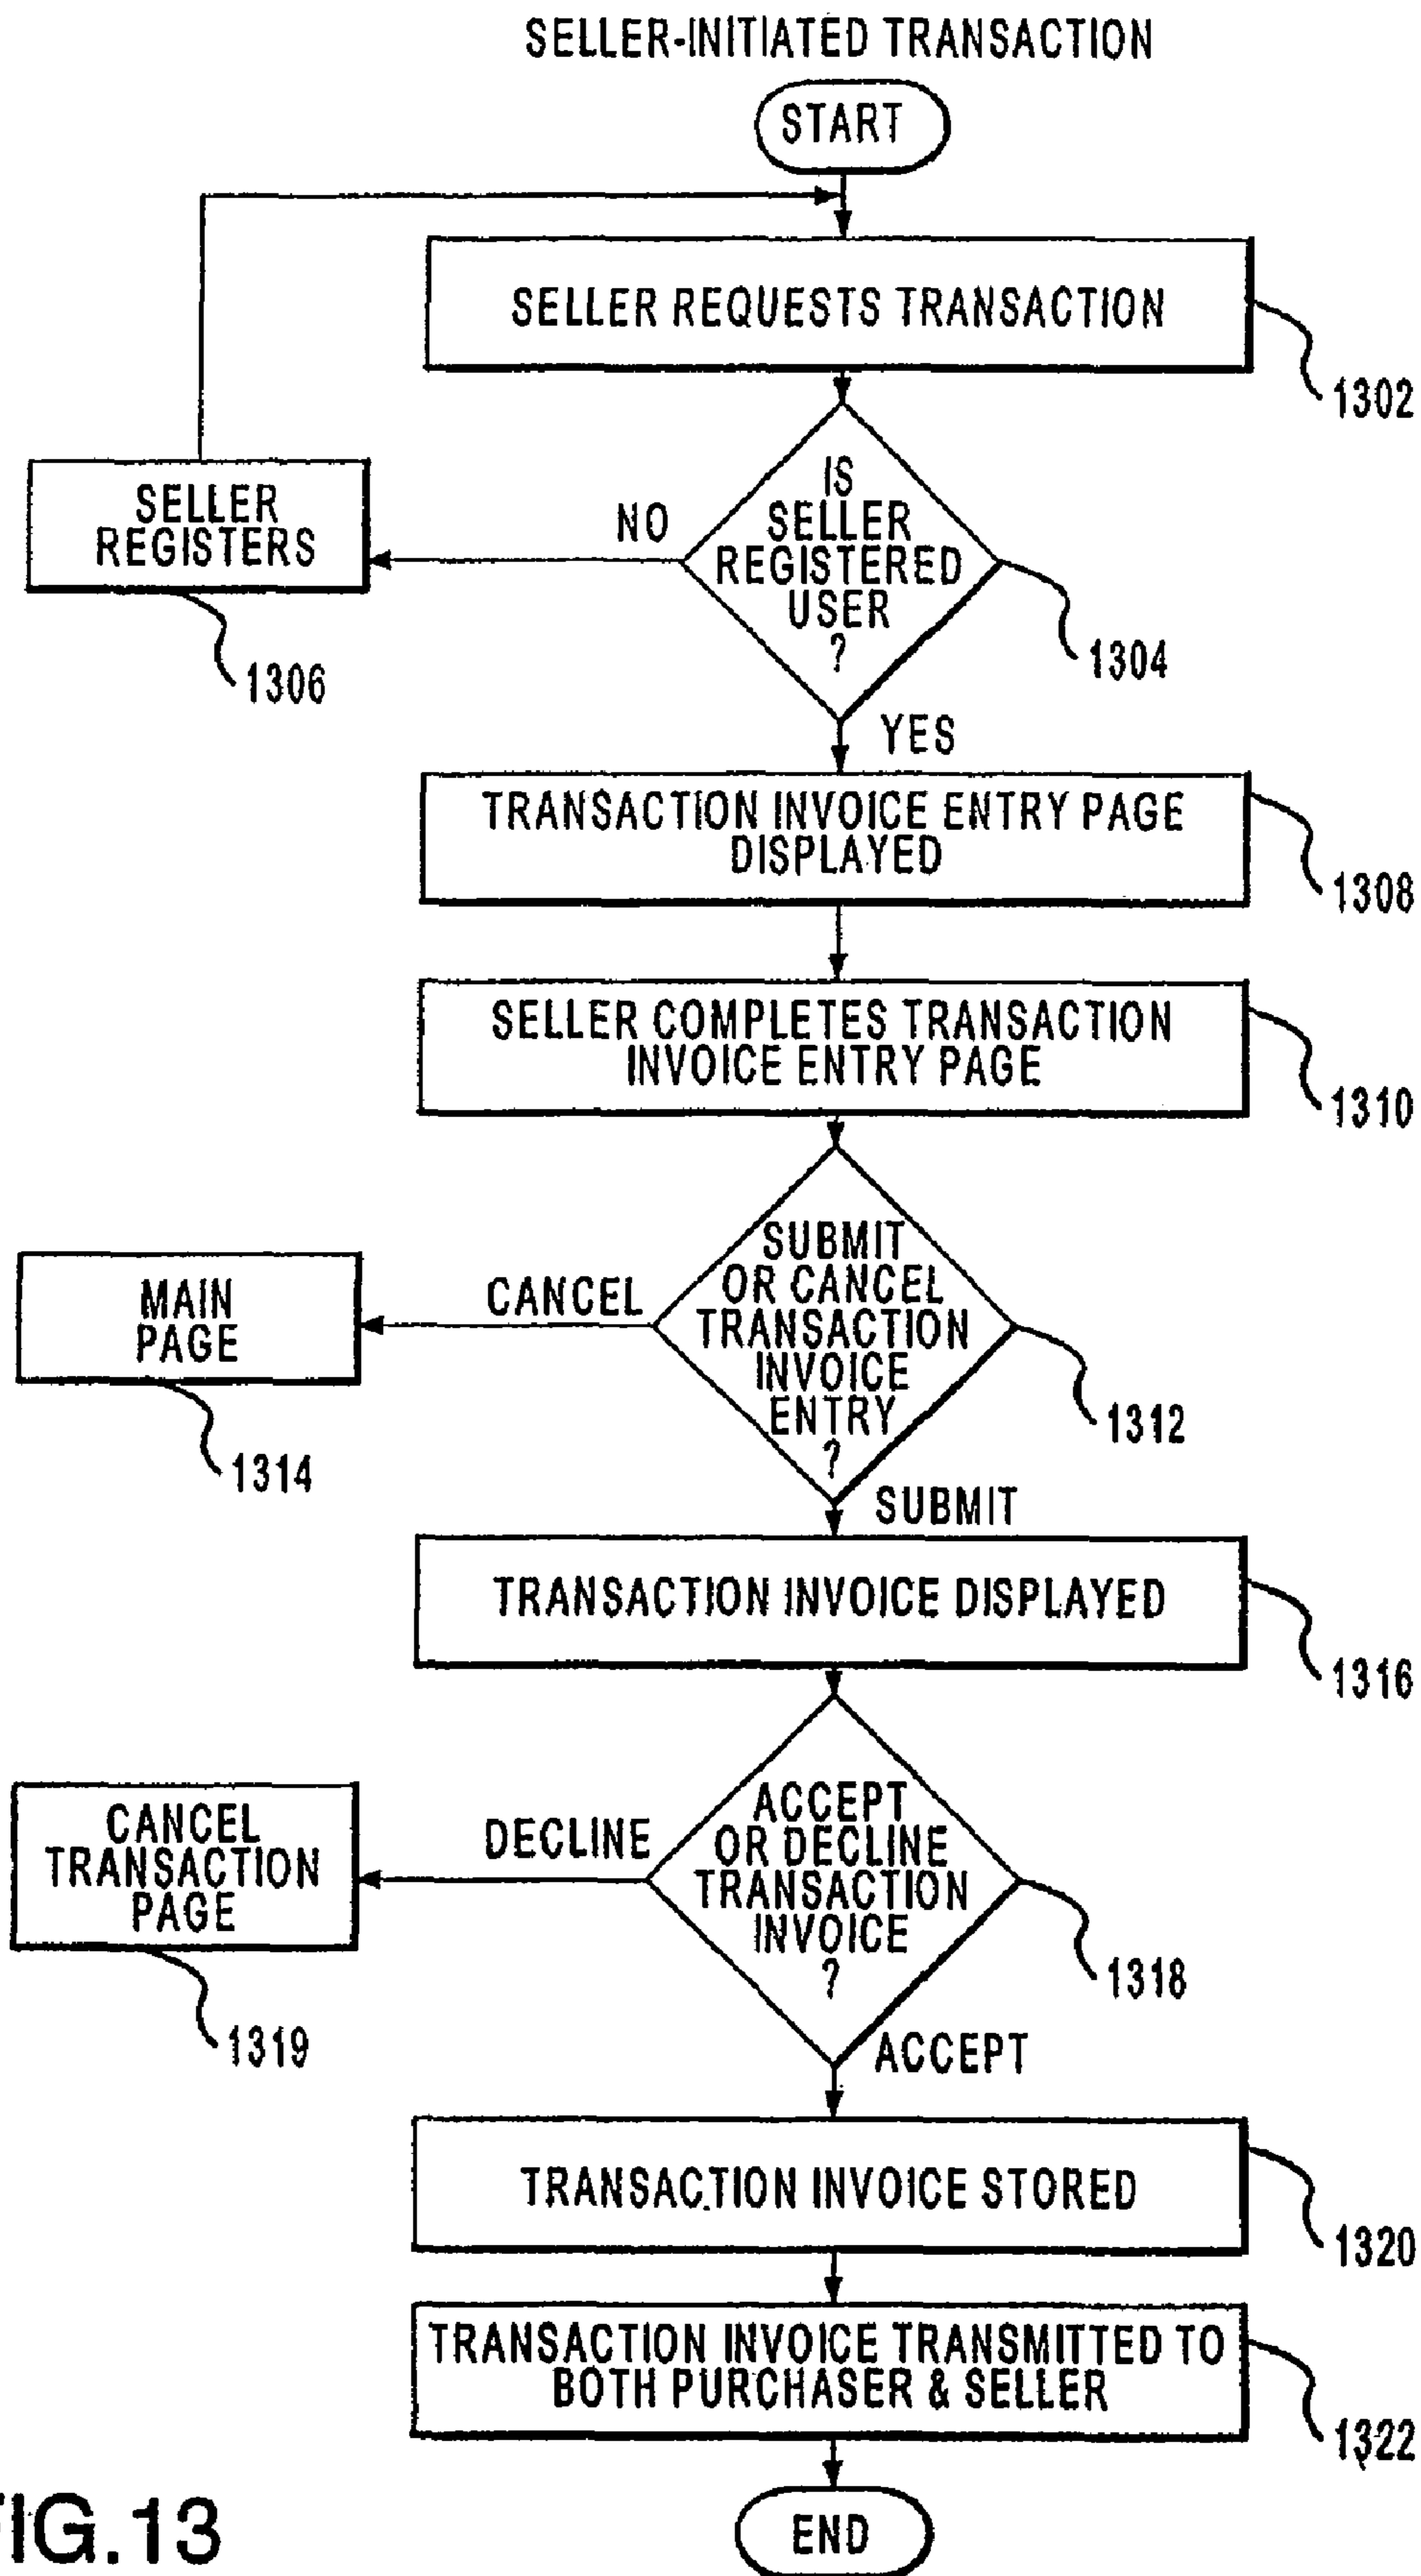 SELLER-INITIATED TRANSACTION
START
SELLER REQUESTS TRANSACTION
1302
IS
SELLER
REGISTERED
USER
?
1304
NO
SELLER
REGISTERS
1306
YES
TRANSACTION INVOICE ENTRY PAGE
DISPLAYED
1308
SELLER COMPLETES TRANSACTION
INVOICE ENTRY PAGE
1310
SUBMIT
OR CANCEL
TRANSACTION
INVOICE
ENTRY
?
1312
CANCEL
MAIN
PAGE
1314
SUBMIT
TRANSACTION INVOICE DISPLAYED
1316
ACCEPT
OR DECLINE
TRANSACTION
INVOICE
?
1318
DECLINE
CANCEL
TRANSACTION
PAGE
1319
ACCEPT
TRANSACTION INVOICE STORED
1320
TRANSACTION INVOICE TRANSMITTED TO
BOTH PURCHASER & SELLER
1322
END
FIG.13